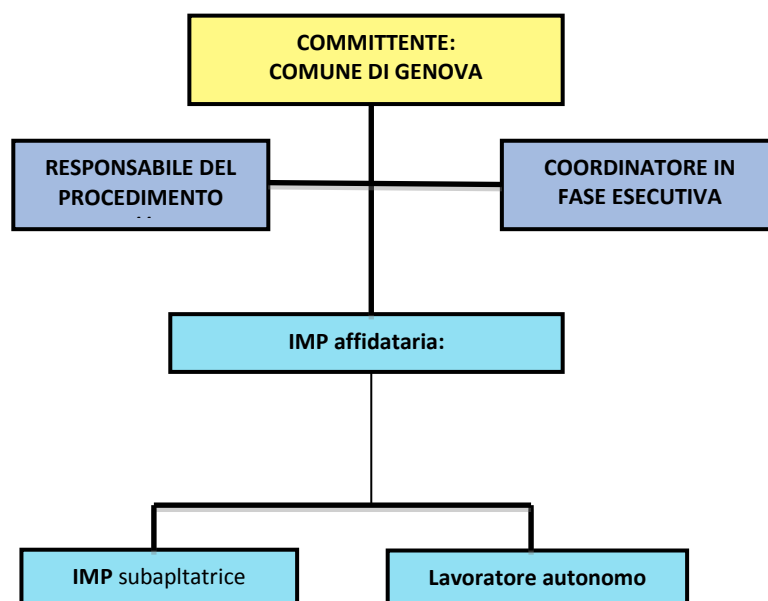 COMMITTENTE:
COMUNE DI GENOVA
RESPONSABILE DEL
PROCEDIMENTO
COORDINATORE IN
FASE ESECUTIVA
IMP affidataria:
IMP subapltatrice
Lavoratore autonomo